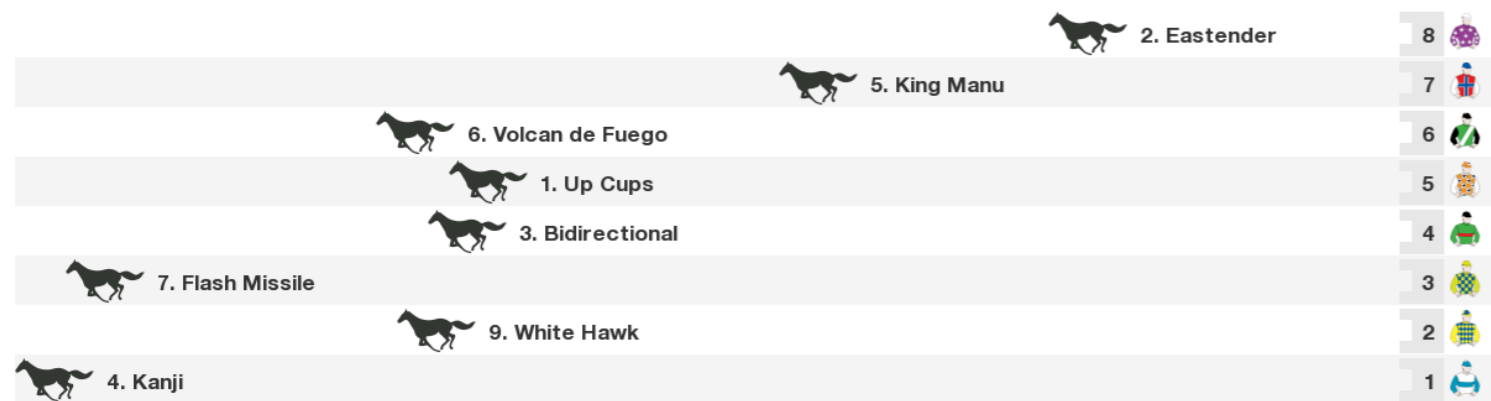 2. Eastender 8
5. King Manu 7
6. Volcan de Fuego 6
1. Up Cups 5
3. Bidirectional 4
7. Flash Missile 3
9. White Hawk 2
4. Kanji 1